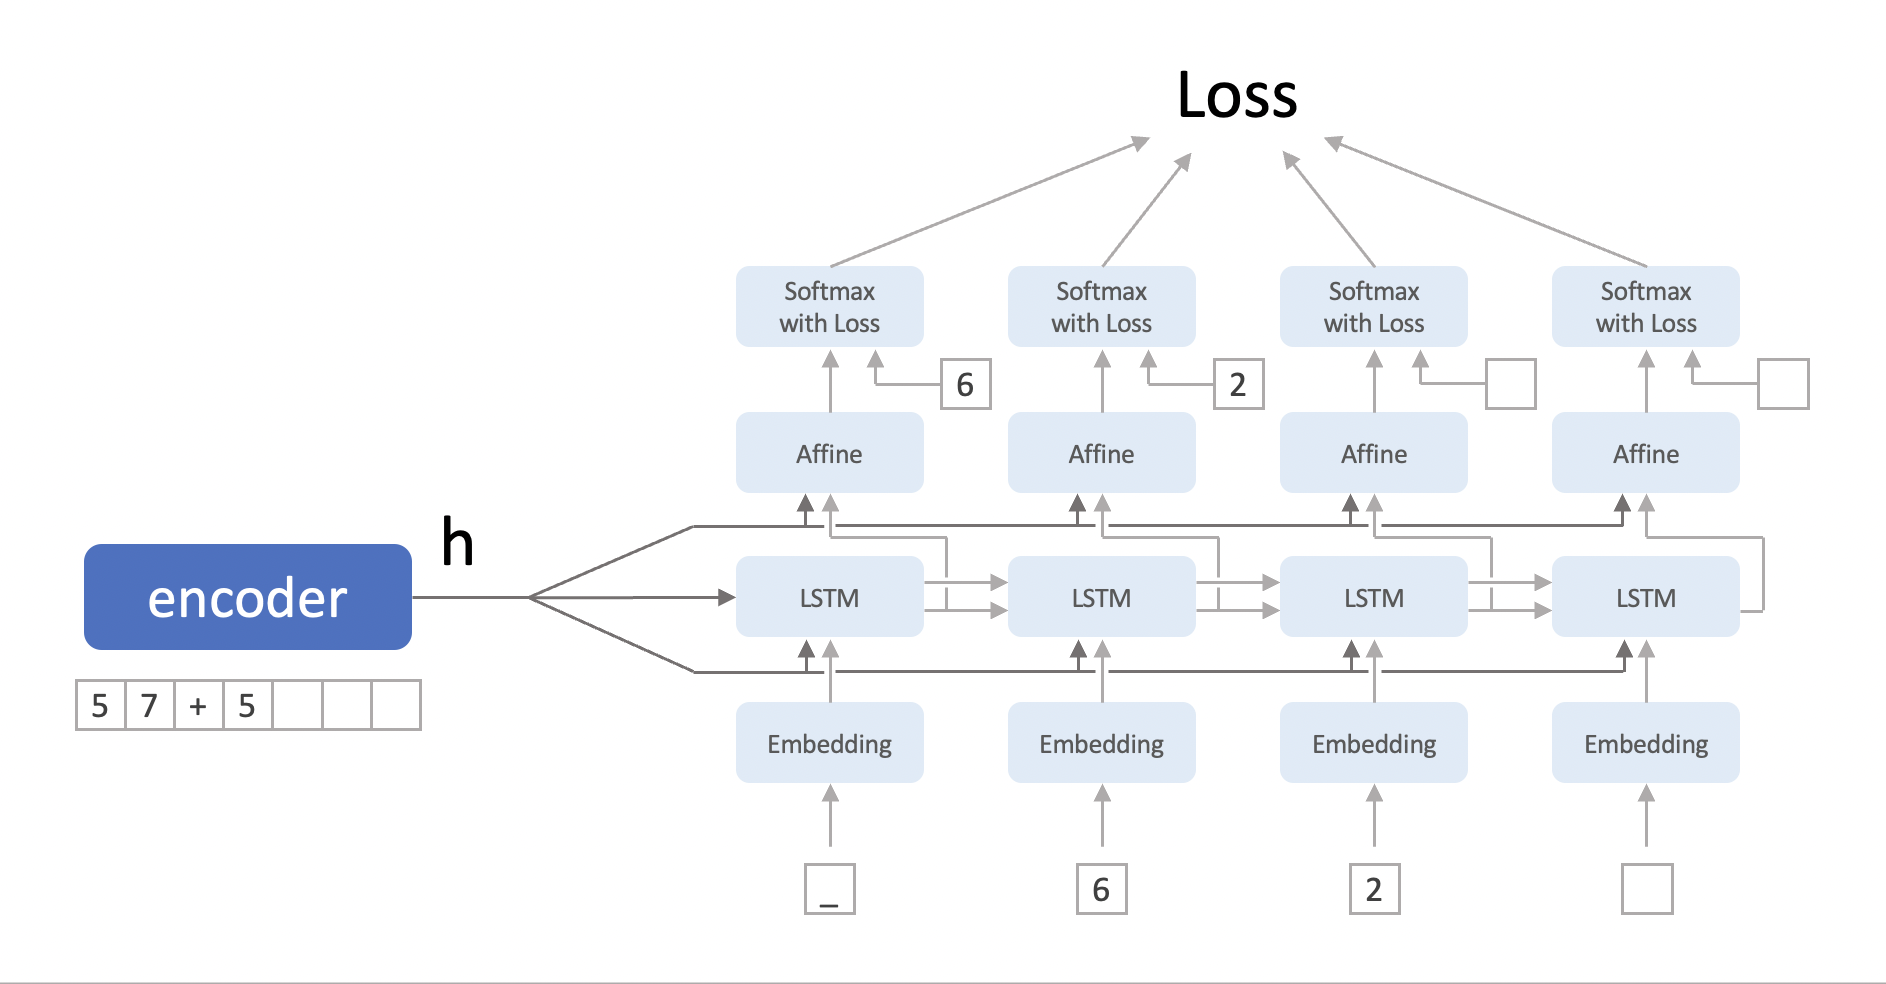 Loss
Softmax
with Loss
Softmax
with Loss
Softmax
with Loss
Softmax
with Loss
6
2
Affine
Affine
Affine
Affine
h
encoder
LSTM
LSTM
LSTM
LSTM
5 7 + 5
Embedding
Embedding
Embedding
Embedding
_
6
2